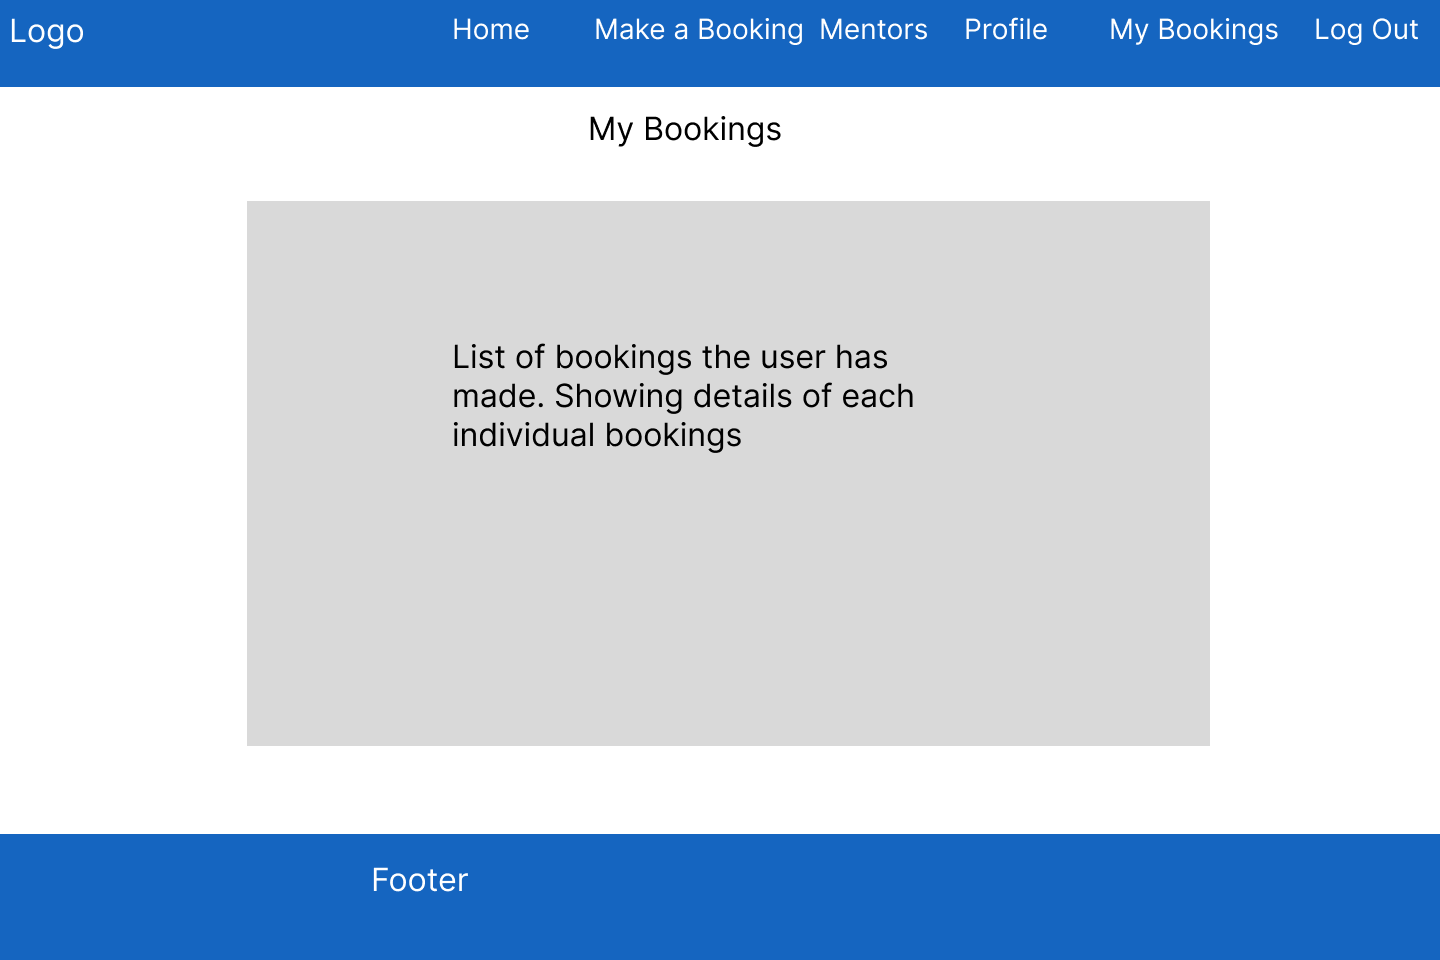 Logo Home Make a Booking Mentors Profile My Bookings Log Out
My Bookings
List of bookings the user has
made. Showing details of each
individual bookings
Footer